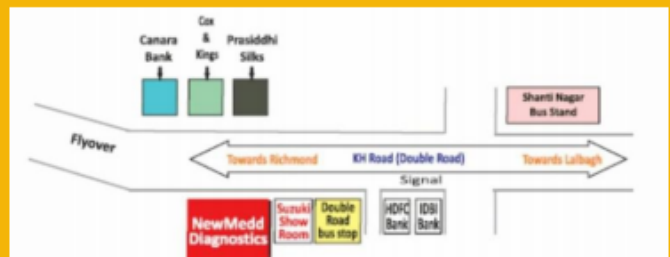 Canara
Bank
Cox
&
Kings
Prasiddhi
Silks
Shanti Nagar
Bus Stand
Flyover
Towards Richmond
KH Road (Double Road)
Towards Lalbagh
Signal
NewMedd
Diagnostics
Suzuki
Show
Room
Double
Road
bus stop
HDFC
Bank
IDBI
Bank